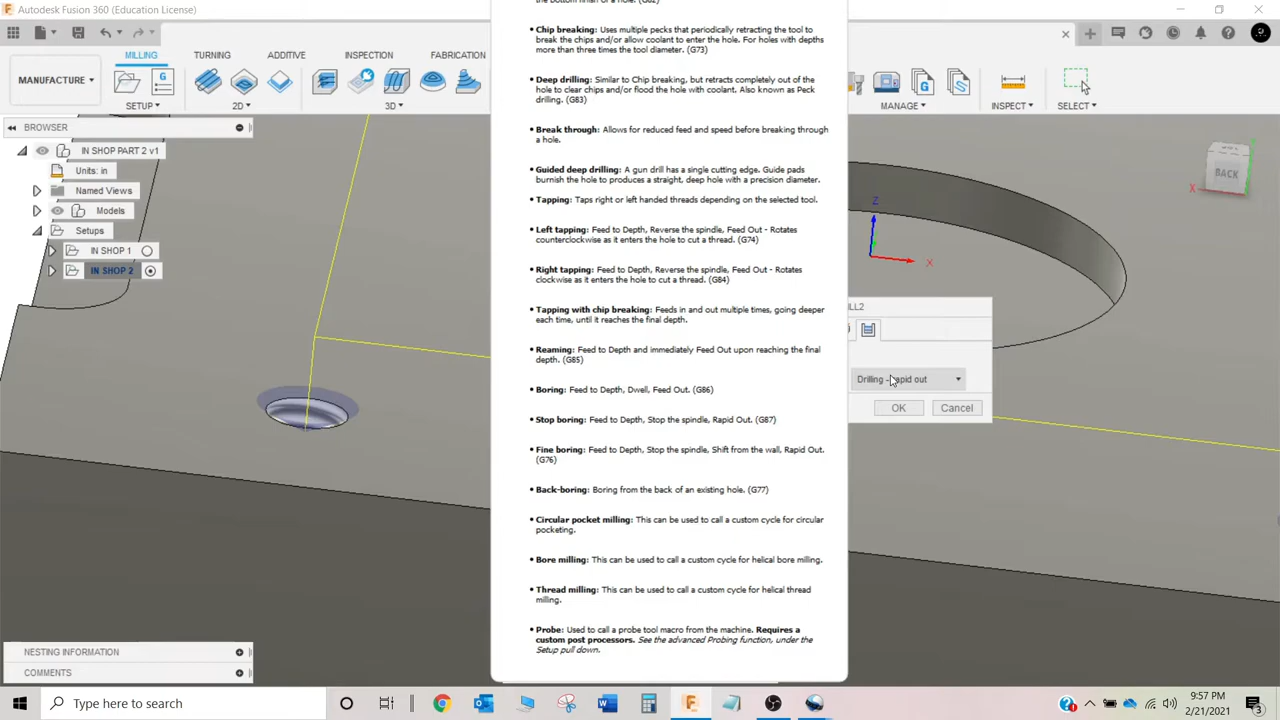 Autodesk Fusion 360 (Education License)
the bottom finish of a hole. (G82)
MILLING
TURNING
ADDITIVE
INSPECTION
FABRICATION
MANUFACTURE
SETUP
2D
3D
MANAGE
INSPECT
SELECT
BROWSER
IN SHOP PART 2 v1
Units: in
Named Views
Models
Setups
IN SHOP 1
IN SHOP 2
• Chip breaking: Uses multiple pecks that periodically retracting the tool to
break the chips and/or allow coolant to enter the hole. For holes with depths
more than three times the tool diameter. (G73)
• Deep drilling: Similar to Chip breaking, but retracts completely out of the
hole to clear chips and/or flood the hole with coolant. Also known as Peck
drilling. (G83)
• Break through: Allows for reduced feed and speed before breaking through
a hole.
• Guided deep drilling: A gun drill has a single cutting edge. Guide pads
burnish the hole to produces a straight, deep hole with a precision diameter.
• Tapping: Taps right or left handed threads depending on the selected tool.
• Left tapping: Feed to Depth, Reverse the spindle, Feed Out - Rotates
counterclockwise as it enters the hole to cut a thread. (G74)
• Right tapping: Feed to Depth, Reverse the spindle, Feed Out - Rotates
clockwise as it enters the hole to cut a thread. (G84)
• Tapping with chip breaking: Feeds in and out multiple times, going deeper
each time, until it reaches the final depth.
• Reaming: Feed to Depth and immediately Feed Out upon reaching the final
depth. (G85)
• Boring: Feed to Depth, Dwell, Feed Out. (G86)
• Stop boring: Feed to Depth, Stop the spindle, Rapid Out. (G87)
• Fine boring: Feed to Depth, Stop the spindle, Shift from the wall, Rapid Out.
(G76)
• Back-boring: Boring from the back of an existing hole. (G77)
• Circular pocket milling: This can be used to call a custom cycle for circular
pocketing.
• Bore milling: This can be used to call a custom cycle for helical bore milling.
• Thread milling: This can be used to call a custom cycle for helical thread
milling.
• Probe: Used to call a probe tool macro from the machine. Requires a
custom post processors. See the advanced Probing function, under the
Setup pull down.
BACK
X
Z
X
ILL2
Drilling - rapid out
OK
Cancel
NESTER INFORMATION
COMMENTS
Type here to search
9:57 PM
2/21/2021
3